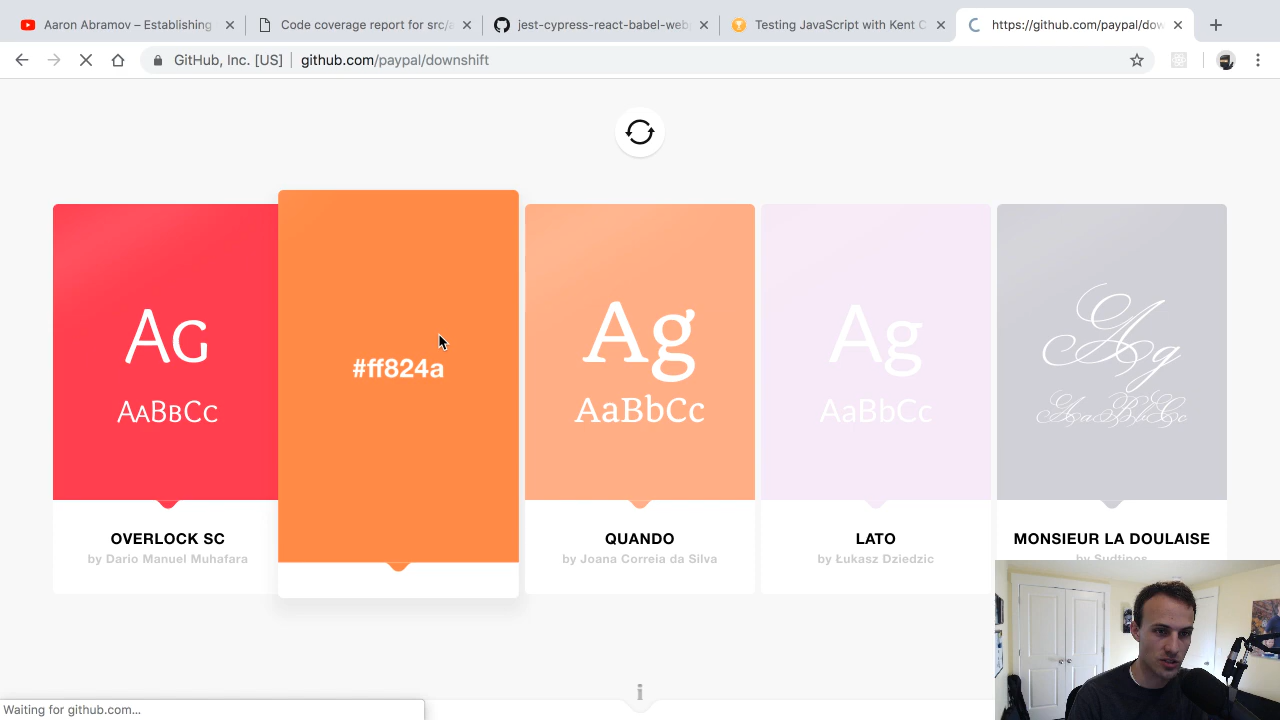 Aaron Abramov – Establishing
Code coverage report for src/a
jest-cypress-react-babel-web
Testing JavaScript with Kent C
https://github.com/paypal/dow
GitHub, Inc. [US] | github.com/paypal/downshift
Ag
AaBbCc
OVERLOCK SC
by Dario Manuel Muhafara
#ff824a
Ag
AaBbCc
QUANDO
by Joana Correia da Silva
Ag
AaBbCc
LATO
by Łukasz Dziedzic
Ag
AaBbCc
MONSIEUR LA DOULAISE
by Sudtipos
Waiting for github.com...